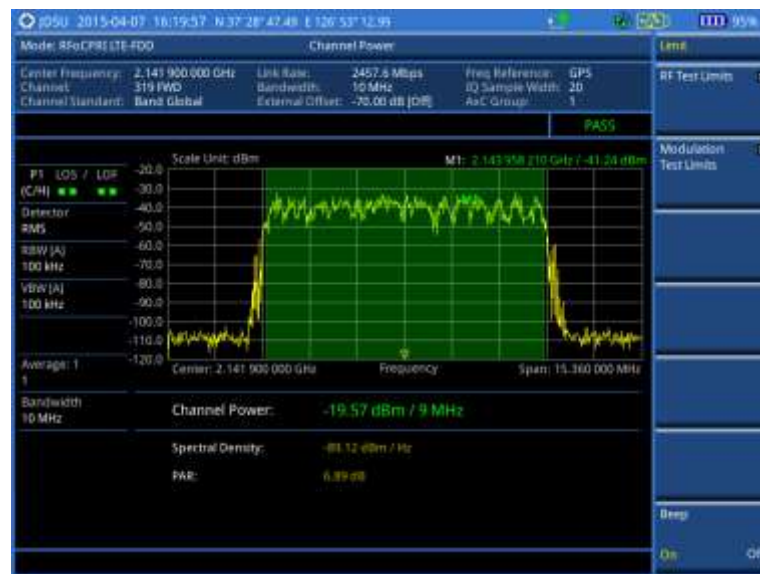 JDSU 2015-04-07 16:19:57 N 37° 28' 47.49 E 126° 53' 12.99 95%
Mode: RFoCPRI LTE-FDD Channel Power Limit
Center Frequency: 2.141 900 000 GHz Link Rate: 2457.6 Mbps Freq Reference: GPS
Channel: 319 FWD Bandwidth: 10 MHz IQ Sample Width: 20
Channel Standard: Band Global External Offset: -70.00 dB [Off] AxC Group: 1
RF Test Limits
PASS
Modulation
Test Limits
Scale Unit: dBm M1: 2.143 958 210 GHz / -41.24 dBm
P1 LOS / LOF
(C/H)
-20.0
-30.0
-40.0
-50.0
-60.0
-70.0
-80.0
-90.0
-100.0
-110.0
-120.0
Detector
RMS
RBW [A]
100 kHz
VBW [A]
100 kHz
Average: 1
1
Center: 2.141 900 000 GHz Frequency Span: 15.360 000 MHz
Bandwidth
10 MHz
Channel Power: -19.57 dBm / 9 MHz
Spectral Density: -89.12 dBm / Hz
PAR: 6.89 dB
Beep
On Of